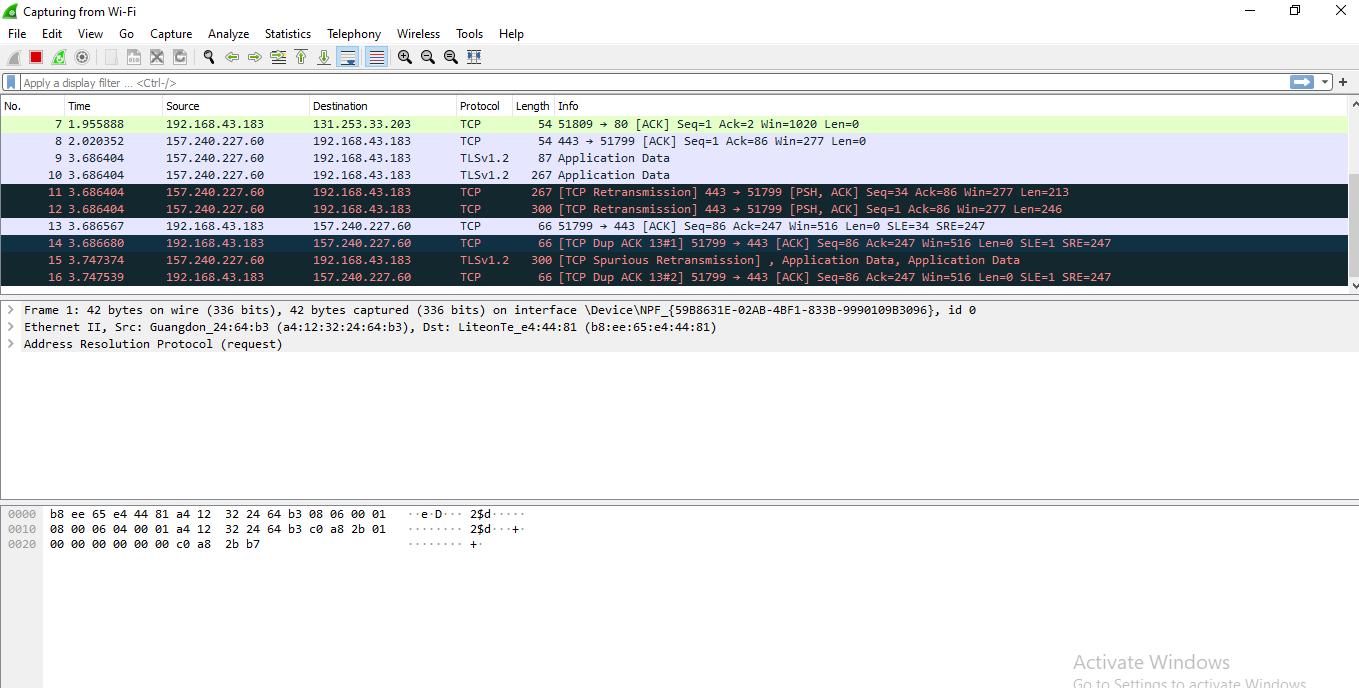 Capturing from Wi-Fi
File Edit View Go Capture Analyze Statistics Telephony Wireless Tools Help
Apply a display filter ... <Ctrl-/>
No. Time Source Destination Protocol Length Info
7 1.955888 192.168.43.183 131.253.33.203 TCP 54 51809 → 80 [ACK] Seq=1 Ack=2 Win=1020 Len=0
8 2.020352 157.240.227.60 192.168.43.183 TCP 54 443 → 51799 [ACK] Seq=1 Ack=86 Win=277 Len=0
9 3.686404 157.240.227.60 192.168.43.183 TLSv1.2 87 Application Data
10 3.686404 157.240.227.60 192.168.43.183 TLSv1.2 267 Application Data
11 3.686404 157.240.227.60 192.168.43.183 TCP 267 [TCP Retransmission] 443 → 51799 [PSH, ACK] Seq=34 Ack=86 Win=277 Len=213
12 3.686404 157.240.227.60 192.168.43.183 TCP 300 [TCP Retransmission] 443 → 51799 [PSH, ACK] Seq=1 Ack=86 Win=277 Len=246
13 3.686567 192.168.43.183 157.240.227.60 TCP 66 51799 → 443 [ACK] Seq=86 Ack=247 Win=516 Len=0 SLE=34 SRE=247
14 3.686680 192.168.43.183 157.240.227.60 TCP 66 [TCP Dup ACK 13#1] 51799 → 443 [ACK] Seq=86 Ack=247 Win=516 Len=0 SLE=1 SRE=247
15 3.747374 157.240.227.60 192.168.43.183 TLSv1.2 300 [TCP Spurious Retransmission] , Application Data, Application Data
16 3.747539 192.168.43.183 157.240.227.60 TCP 66 [TCP Dup ACK 13#2] 51799 → 443 [ACK] Seq=86 Ack=247 Win=516 Len=0 SLE=1 SRE=247
Frame 1: 42 bytes on wire (336 bits), 42 bytes captured (336 bits) on interface \Device\NPF_{59B8631E-02AB-4BF1-833B-9990109B3096}, id 0
Ethernet II, Src: Guangdon_24:64:b3 (a4:12:32:24:64:b3), Dst: LiteonTe_e4:44:81 (b8:ee:65:e4:44:81)
Address Resolution Protocol (request)
0000 b8 ee 65 e4 44 81 a4 12 32 24 64 b3 08 06 00 01 ··e·D··· 2$d·····
0010 08 00 06 04 00 01 a4 12 32 24 64 b3 c0 a8 2b 01 ········ 2$d···+·
0020 00 00 00 00 00 00 c0 a8 2b b7 ········ +·
Activate Windows
Go to Settings to activate Windows.